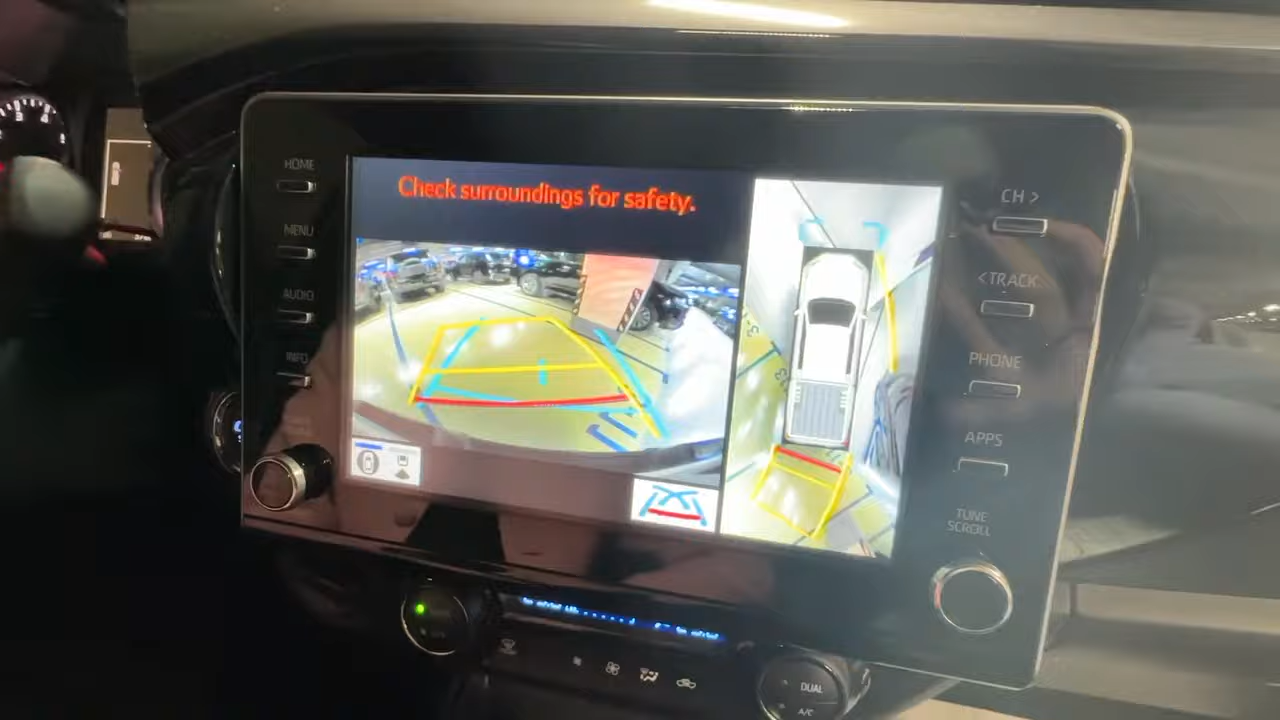 HOME
MENU
AUDIO
INFO
Check surroundings for safety.
CH >
< TRACK
PHONE
APPS
TUNE
SCROLL
DUAL
A/C